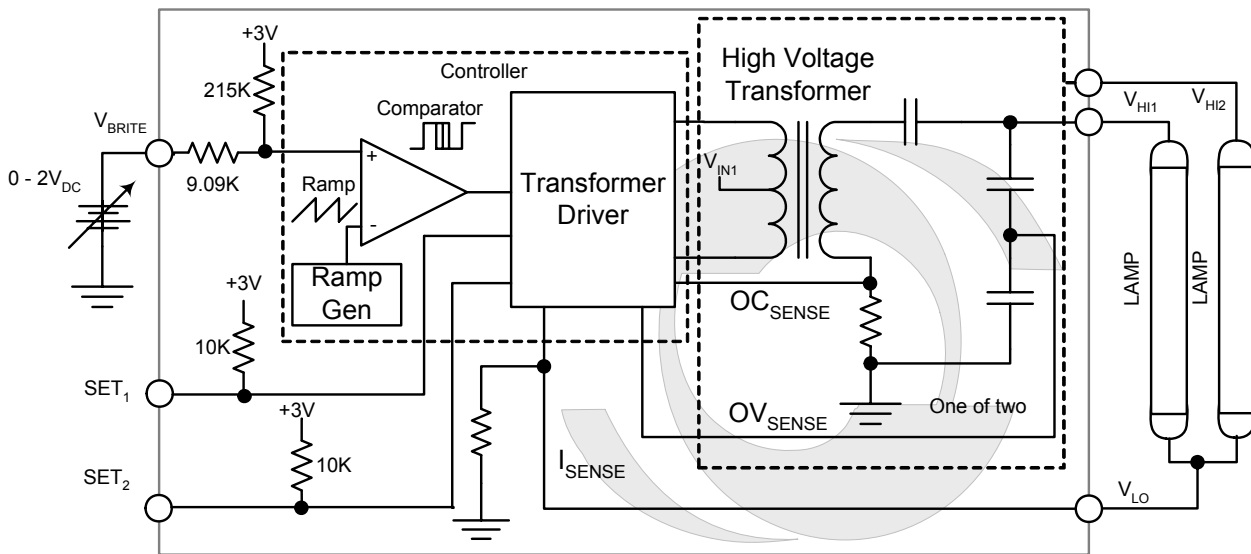 +3V
Controller
High Voltage
Transformer
215K
Comparator
V_BRITE
V_HI1
V_HI2
0 - 2V_DC
9.09K
+
Ramp
-
Transformer
Driver
V_IN1
LAMP
LAMP
Ramp
Gen
+3V
OC_SENSE
10K
SET_1
+3V
One of two
OV_SENSE
10K
I_SENSE
SET_2
V_LO